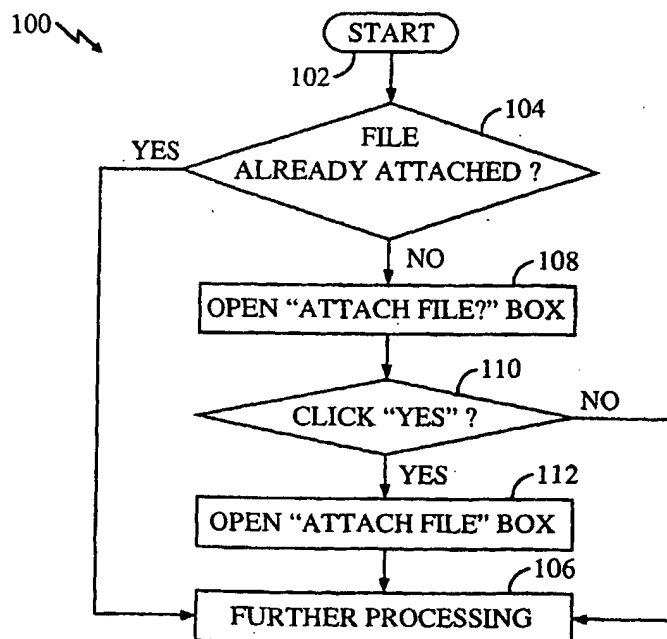 100
START
102
104
FILE
ALREADY ATTACHED ?
YES
NO
108
OPEN “ATTACH FILE?” BOX
110
CLICK “YES” ?
NO
YES
112
OPEN “ATTACH FILE” BOX
106
FURTHER PROCESSING